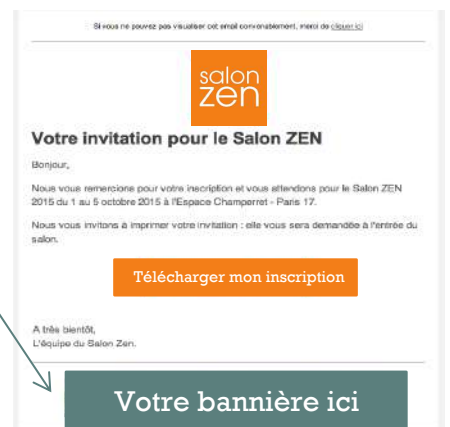 Si vous ne pouvez pas visualiser cet email convenablement, merci de cliquer ici
salon
zen
Votre invitation pour le Salon ZEN
Bonjour,
Nous vous remercions pour votre inscription et vous attendons pour le Salon ZEN
2015 du 1 au 5 octobre 2015 à l'Espace Champerret - Paris 17.
Nous vous invitons à imprimer votre invitation : elle vous sera demandée à l'entrée du
salon.
Télécharger mon inscription
A très bientôt,
L'équipe du Salon Zen.
Votre bannière ici